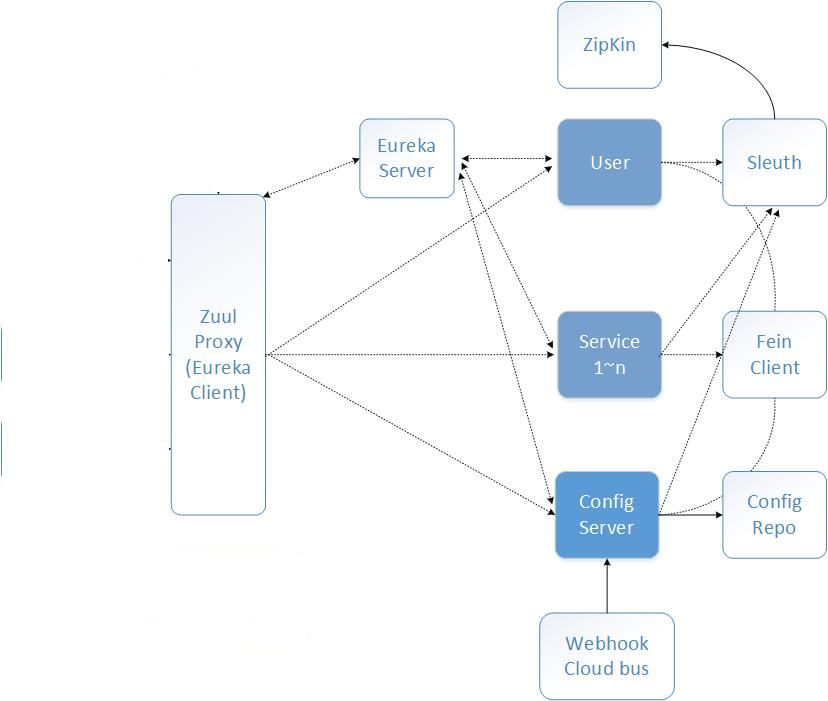 ZipKin
Eureka
Server
User
Sleuth
Zuul
Proxy
(Eureka
Client)
Service
1~n
Fein
Client
Config
Server
Config
Repo
Webhook
Cloud bus